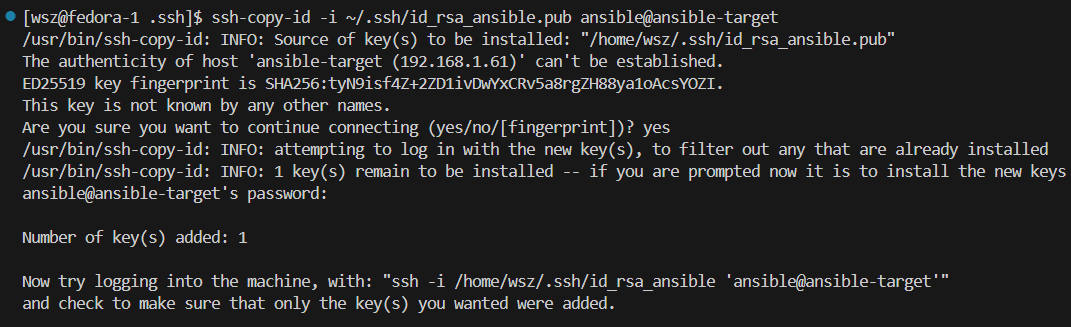 [wsz@fedora-1 .ssh]$ ssh-copy-id -i ~/.ssh/id_rsa_ansible.pub ansible@ansible-target
/usr/bin/ssh-copy-id: INFO: Source of key(s) to be installed: "/home/wsz/.ssh/id_rsa_ansible.pub"
The authenticity of host 'ansible-target (192.168.1.61)' can't be established.
ED25519 key fingerprint is SHA256:tyN9isf4Z+2ZD1ivDwYxCRv5a8rgZH88ya1oAcsYOZI.
This key is not known by any other names.
Are you sure you want to continue connecting (yes/no/[fingerprint])? yes
/usr/bin/ssh-copy-id: INFO: attempting to log in with the new key(s), to filter out any that are already installed
/usr/bin/ssh-copy-id: INFO: 1 key(s) remain to be installed -- if you are prompted now it is to install the new keys
ansible@ansible-target's password:
Number of key(s) added: 1
Now try logging into the machine, with: "ssh -i /home/wsz/.ssh/id_rsa_ansible 'ansible@ansible-target'"
and check to make sure that only the key(s) you wanted were added.